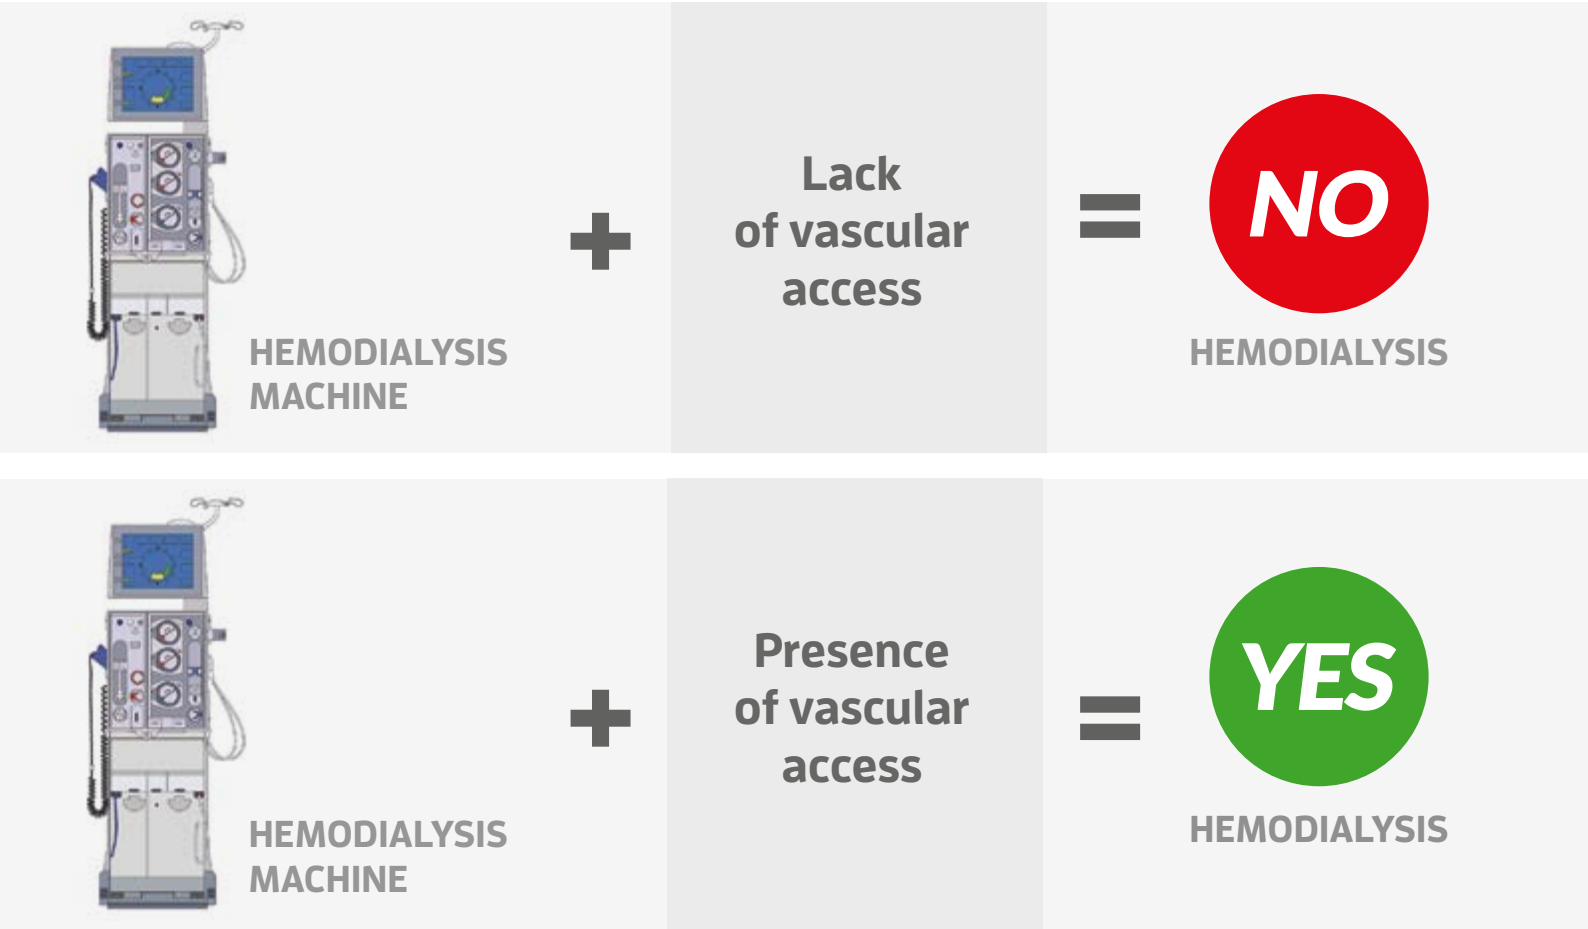 HEMODIALYSIS
MACHINE
+
Lack
of vascular
access
=
NO
HEMODIALYSIS
HEMODIALYSIS
MACHINE
+
Presence
of vascular
access
=
YES
HEMODIALYSIS